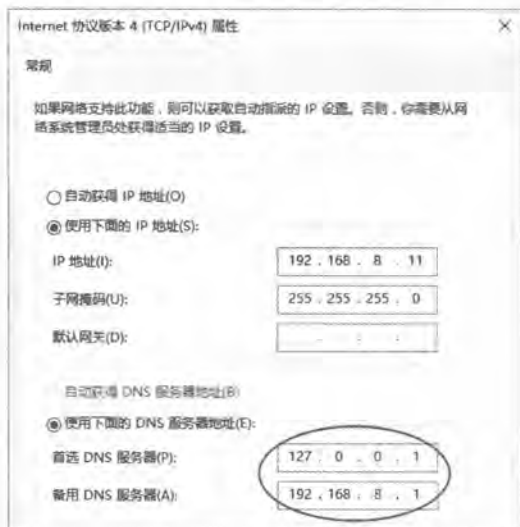 Internet 协议版本 4 (TCP/IPv4) 属性
常规
如果网络支持此功能，则可以获取自动指派的 IP 设置。否则，你需要从网
络系统管理员处获得适当的 IP 设置。
自动获得 IP 地址(O)
使用下面的 IP 地址(S):
IP 地址(I): 192 . 168 . 8 . 11
子网掩码(U): 255 . 255 . 255 . 0
默认网关(D): . . .
自动获得 DNS 服务器地址(B)
使用下面的 DNS 服务器地址(E):
首选 DNS 服务器(P): 127 . 0 . 0 . 1
备用 DNS 服务器(A): 192 . 168 . 8 . 1